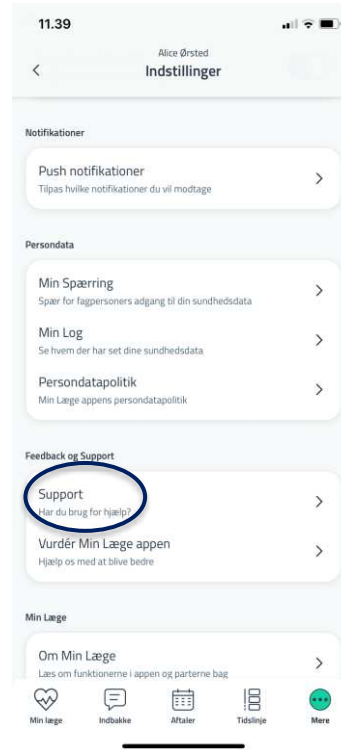 11.39
Alice Ørsted
Indstillinger
Notifikationer
Push notifikationer
Tilpas hvilke notifikationer du vil modtage
Persondata
Min Spærring
Spær for fagpersoners adgang til din sundhedsdata
Min Log
Se hvem der har set dine sundhedsdata
Persondatapolitik
Min Læge appens persondatapolitik
Feedback og Support
Support
Har du brug for hjælp?
Vurdér Min Læge appen
Hjælp os med at blive bedre
Min Læge
Om Min Læge
Læs om funktionerne i appen og parterne bag
Min læge Indbakke Aftaler Tidslinje Mere